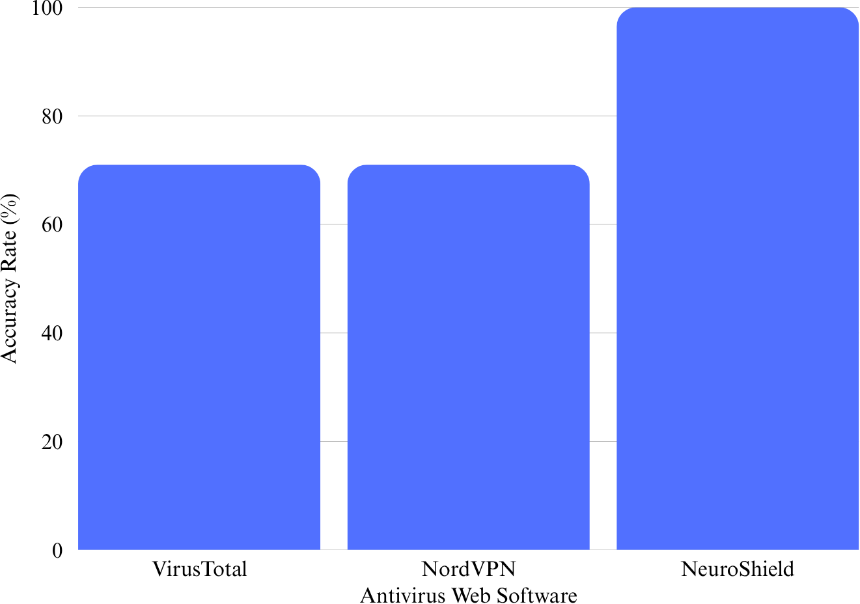 100
80
60
40
20
0
Accuracy Rate (%)
VirusTotal
NordVPN
NeuroShield
Antivirus Web Software